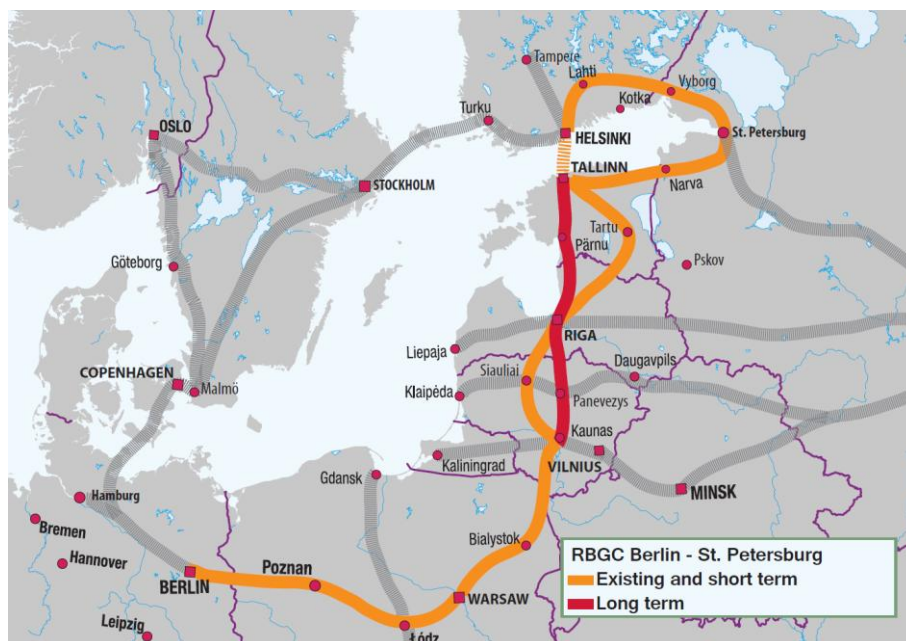 Tampere
Lahti
Vyborg
Kotka
Turku
OSLO
HELSINKI
St. Petersburg
STOCKHOLM
TALLINN
Narva
Tartu
Pärnu
Göteborg
Pskov
RIGA
Liepaja
COPENHAGEN
Siauliai
Daugavpils
Malmö
Klaipėda
Panevezys
Kaunas
Kaliningrad
VILNIUS
Gdansk
MINSK
Hamburg
Bremen
Bialystok
Hannover
Poznan
BERLIN
WARSAW
Leipzig
Łódź
RBGC Berlin - St. Petersburg
Existing and short term
Long term